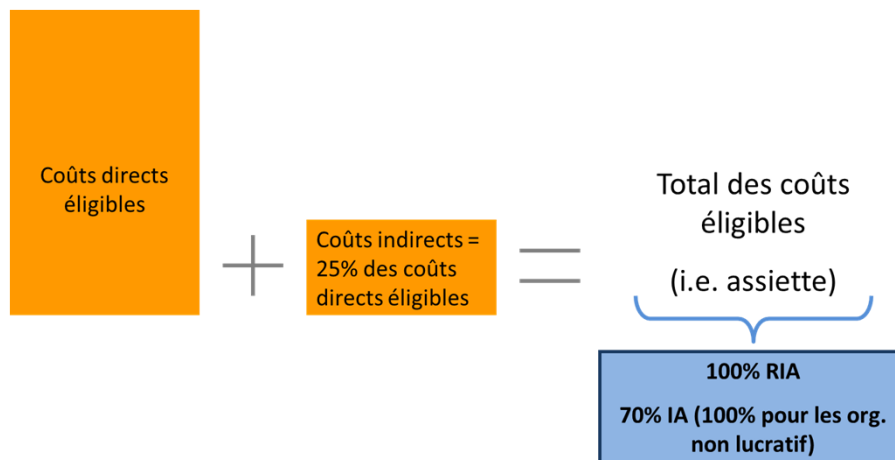 Coûts directs
éligibles
Coûts indirects =
25% des coûts
directs éligibles
Total des coûts
éligibles
(i.e. assiette)
100% RIA
70% IA (100% pour les org.
non lucratif)